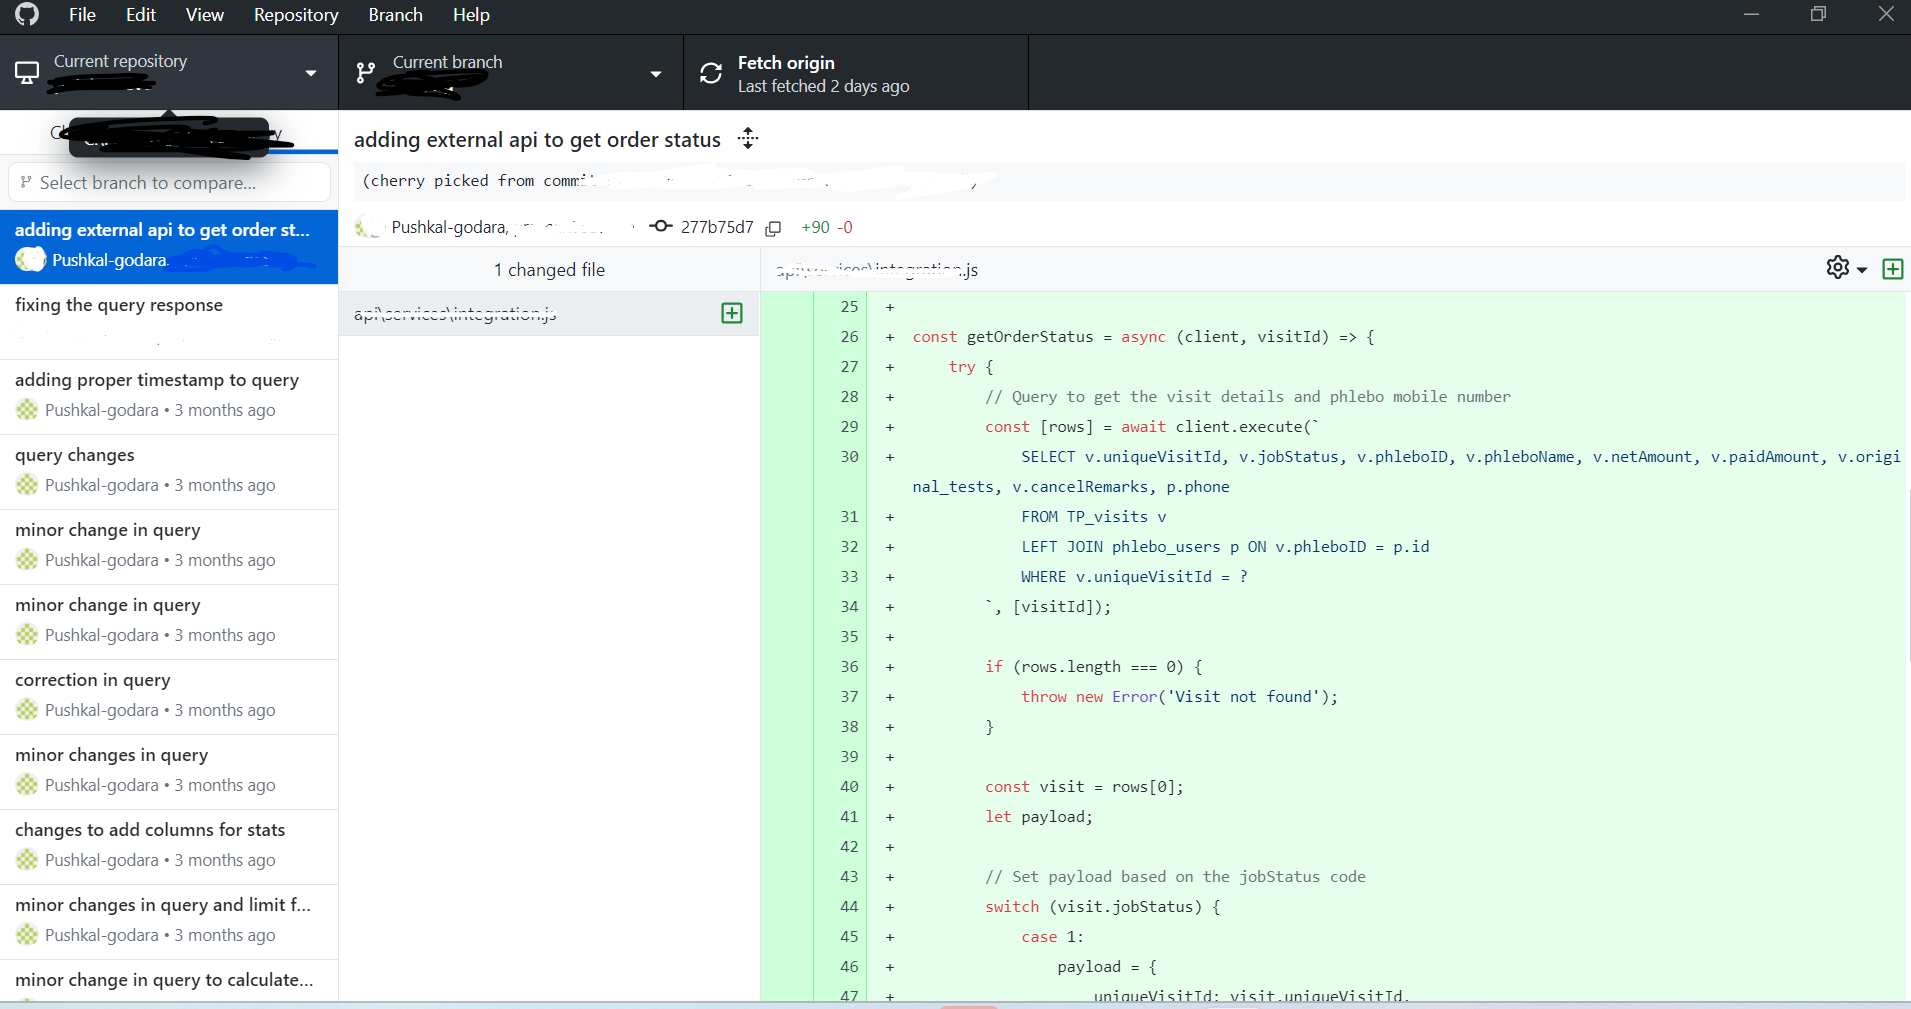 File Edit View Repository Branch Help
Current repository
Current branch
Fetch origin
Last fetched 2 days ago
Select branch to compare...
adding external api to get order st...
Pushkal-godara
fixing the query response
adding proper timestamp to query
Pushkal-godara • 3 months ago
query changes
Pushkal-godara • 3 months ago
minor change in query
Pushkal-godara • 3 months ago
minor change in query
Pushkal-godara • 3 months ago
correction in query
Pushkal-godara • 3 months ago
minor changes in query
Pushkal-godara • 3 months ago
changes to add columns for stats
Pushkal-godara • 3 months ago
minor changes in query and limit f...
Pushkal-godara • 3 months ago
minor change in query to calculate...
adding external api to get order status
(cherry picked from commit
Pushkal-godara, 277b75d7 +90 -0
1 changed file
api\services\integration.js
api\services\integration.js
25 +
26 + const getOrderStatus = async (client, visitId) => {
27 + try {
28 + // Query to get the visit details and phlebo mobile number
29 + const [rows] = await client.execute(`
30 + SELECT v.uniqueVisitId, v.jobStatus, v.phleboID, v.phleboName, v.netAmount, v.paidAmount, v.origi
nal_tests, v.cancelRemarks, p.phone
31 + FROM TP_visits v
32 + LEFT JOIN phlebo_users p ON v.phleboID = p.id
33 + WHERE v.uniqueVisitId = ?
34 + `, [visitId]);
35 +
36 + if (rows.length === 0) {
37 + throw new Error('Visit not found');
38 + }
39 +
40 + const visit = rows[0];
41 + let payload;
42 +
43 + // Set payload based on the jobStatus code
44 + switch (visit.jobStatus) {
45 + case 1:
46 + payload = {
47 + uniqueVisitId: visit.uniqueVisitId,